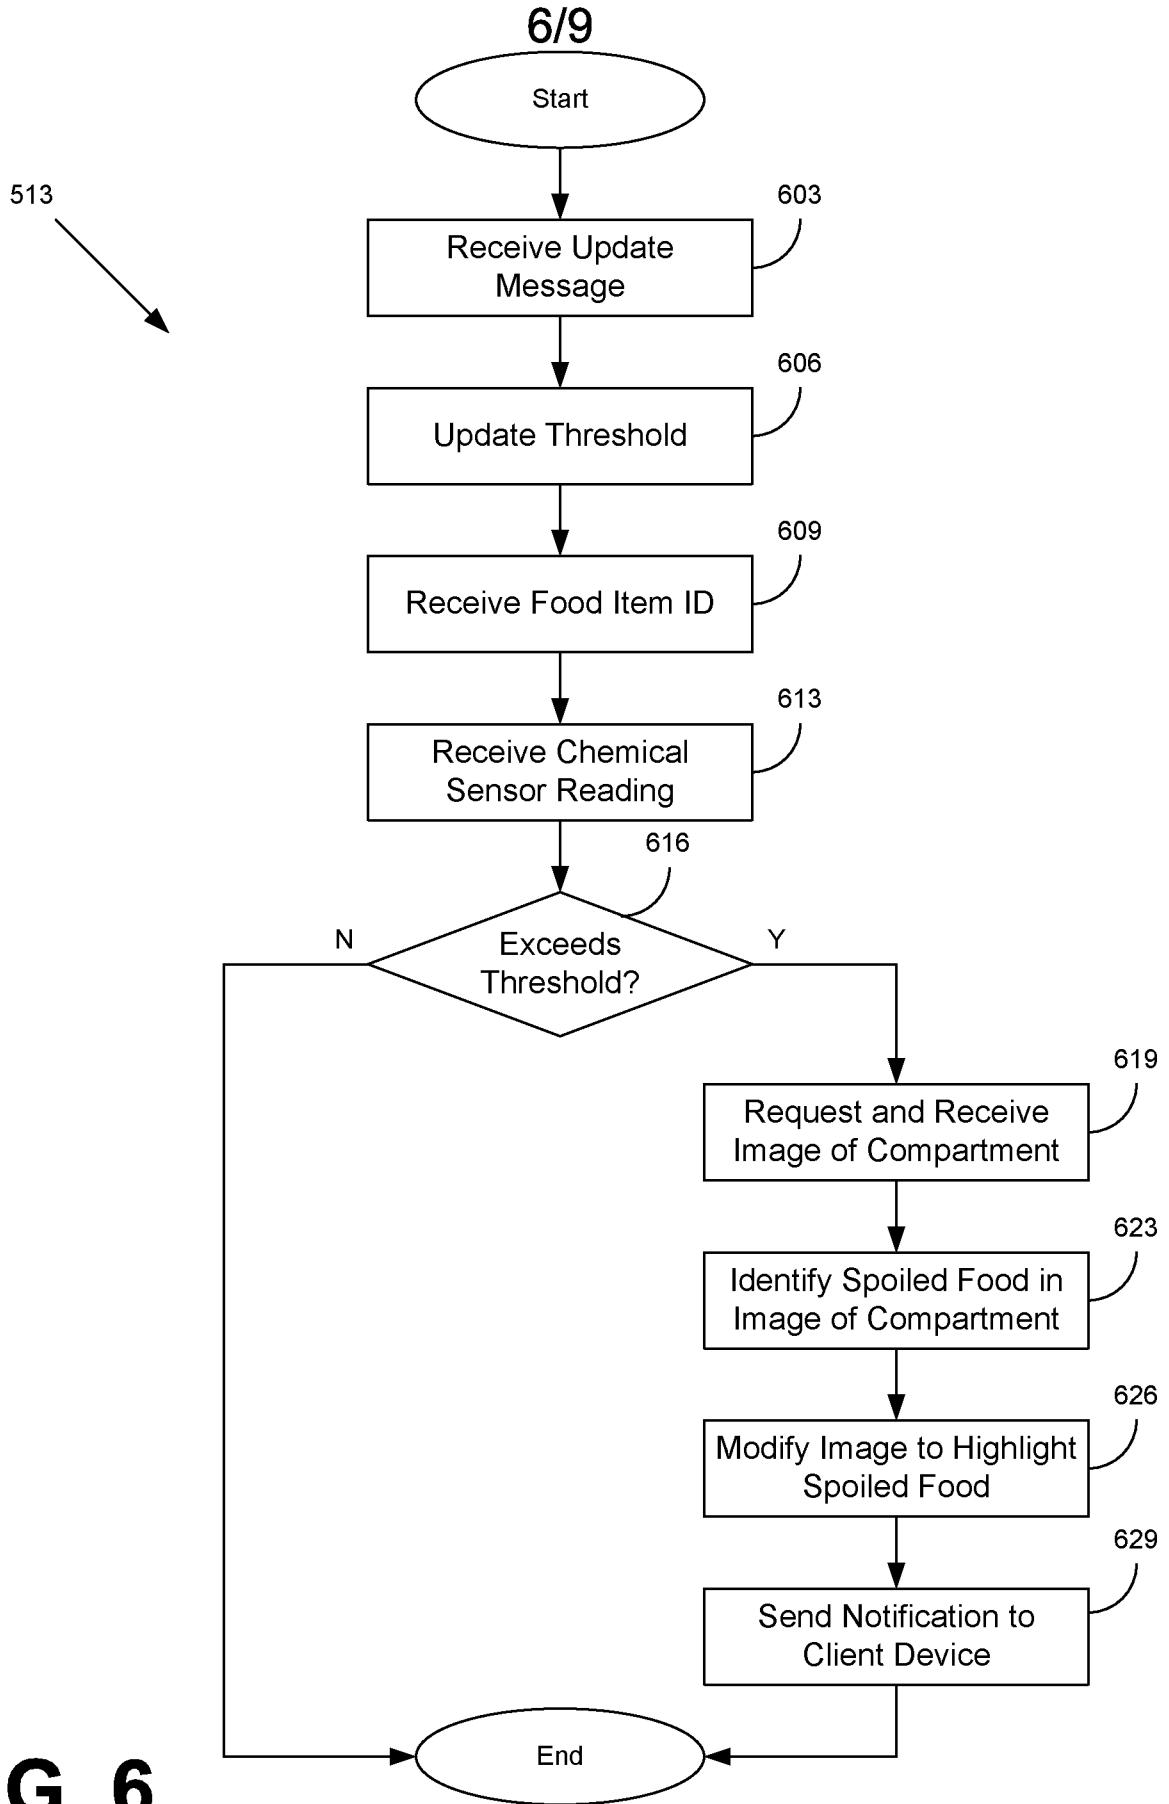 6/9
Start
513
603
Receive Update
Message
606
Update Threshold
609
Receive Food Item ID
613
Receive Chemical
Sensor Reading
616
N
Exceeds
Threshold?
Y
619
Request and Receive
Image of Compartment
623
Identify Spoiled Food in
Image of Compartment
626
Modify Image to Highlight
Spoiled Food
629
Send Notification to
Client Device
End
G. 6